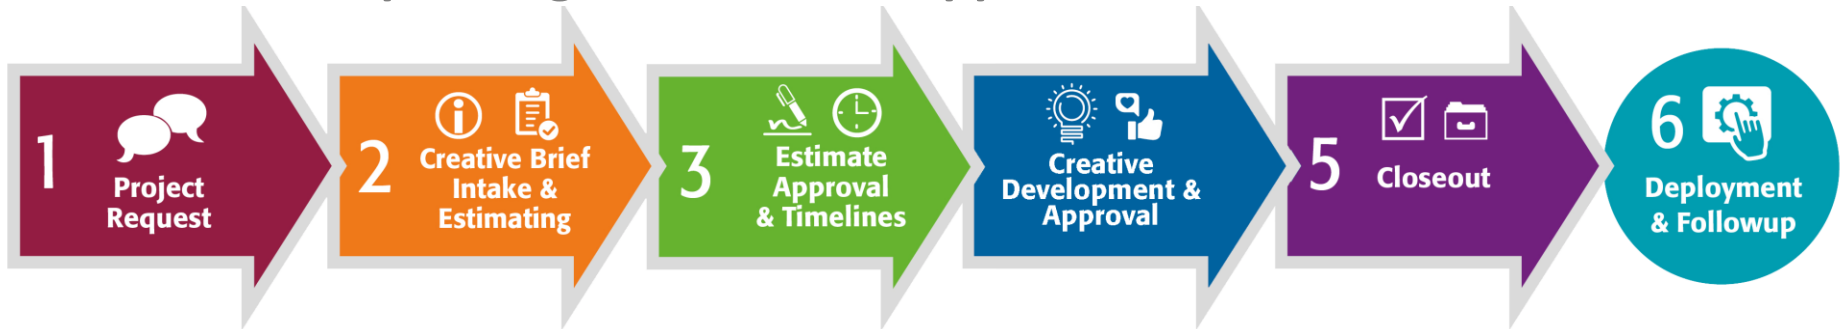 1
Project
Request
2
Creative Brief
Intake &
Estimating
3
Estimate
Approval
& Timelines
Creative
Development &
Approval
5
Closeout
6
Deployment
& Followup